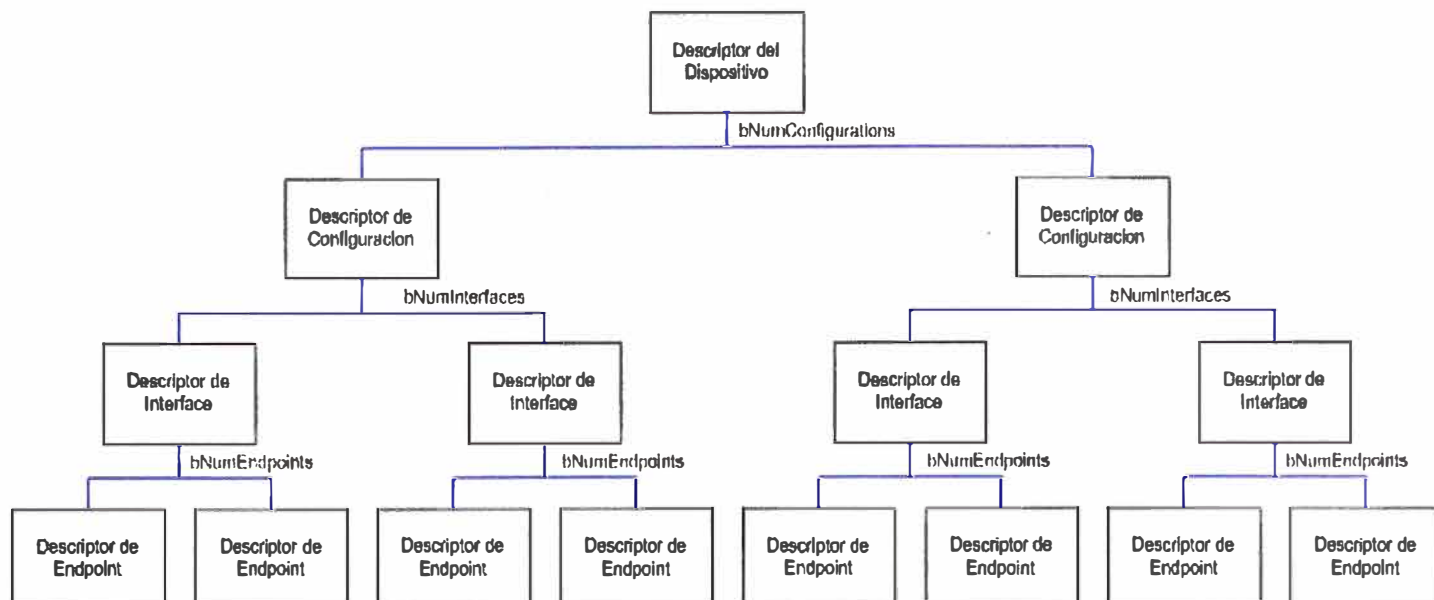 Descriptor del
Dispositivo
bNumConfigurations
Descriptor de
Configuracion
Descriptor de
Configuracion
bNumInterfaces
bNumInterfaces
Descriptor de
Interface
Descriptor de
Interface
Descriptor de
Interface
Descriptor de
Interface
bNumEndpoints
bNumEndpoints
bNumEndpoints
bNumEndpoints
Descriptor de
Endpoint
Descriptor de
Endpoint
Descriptor de
Endpoint
Descriptor de
Endpoint
Descriptor de
Endpoint
Descriptor de
Endpoint
Descriptor de
Endpoint
Descriptor de
Endpoint